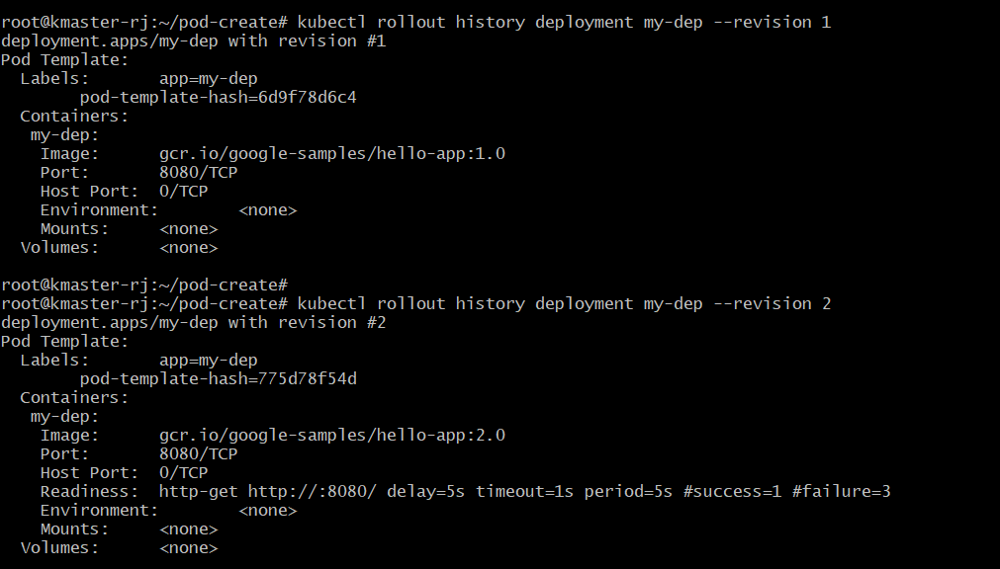 root@kmaster-rj:~/pod-create# kubectl rollout history deployment my-dep --revision 1
deployment.apps/my-dep with revision #1
Pod Template:
  Labels:       app=my-dep
        pod-template-hash=6d9f78d6c4
  Containers:
   my-dep:
    Image:      gcr.io/google-samples/hello-app:1.0
    Port:       8080/TCP
    Host Port:  0/TCP
    Environment:        <none>
    Mounts:     <none>
  Volumes:      <none>

root@kmaster-rj:~/pod-create#
root@kmaster-rj:~/pod-create# kubectl rollout history deployment my-dep --revision 2
deployment.apps/my-dep with revision #2
Pod Template:
  Labels:       app=my-dep
        pod-template-hash=775d78f54d
  Containers:
   my-dep:
    Image:      gcr.io/google-samples/hello-app:2.0
    Port:       8080/TCP
    Host Port:  0/TCP
    Readiness:  http-get http://:8080/ delay=5s timeout=1s period=5s #success=1 #failure=3
    Environment:        <none>
    Mounts:     <none>
  Volumes:      <none>